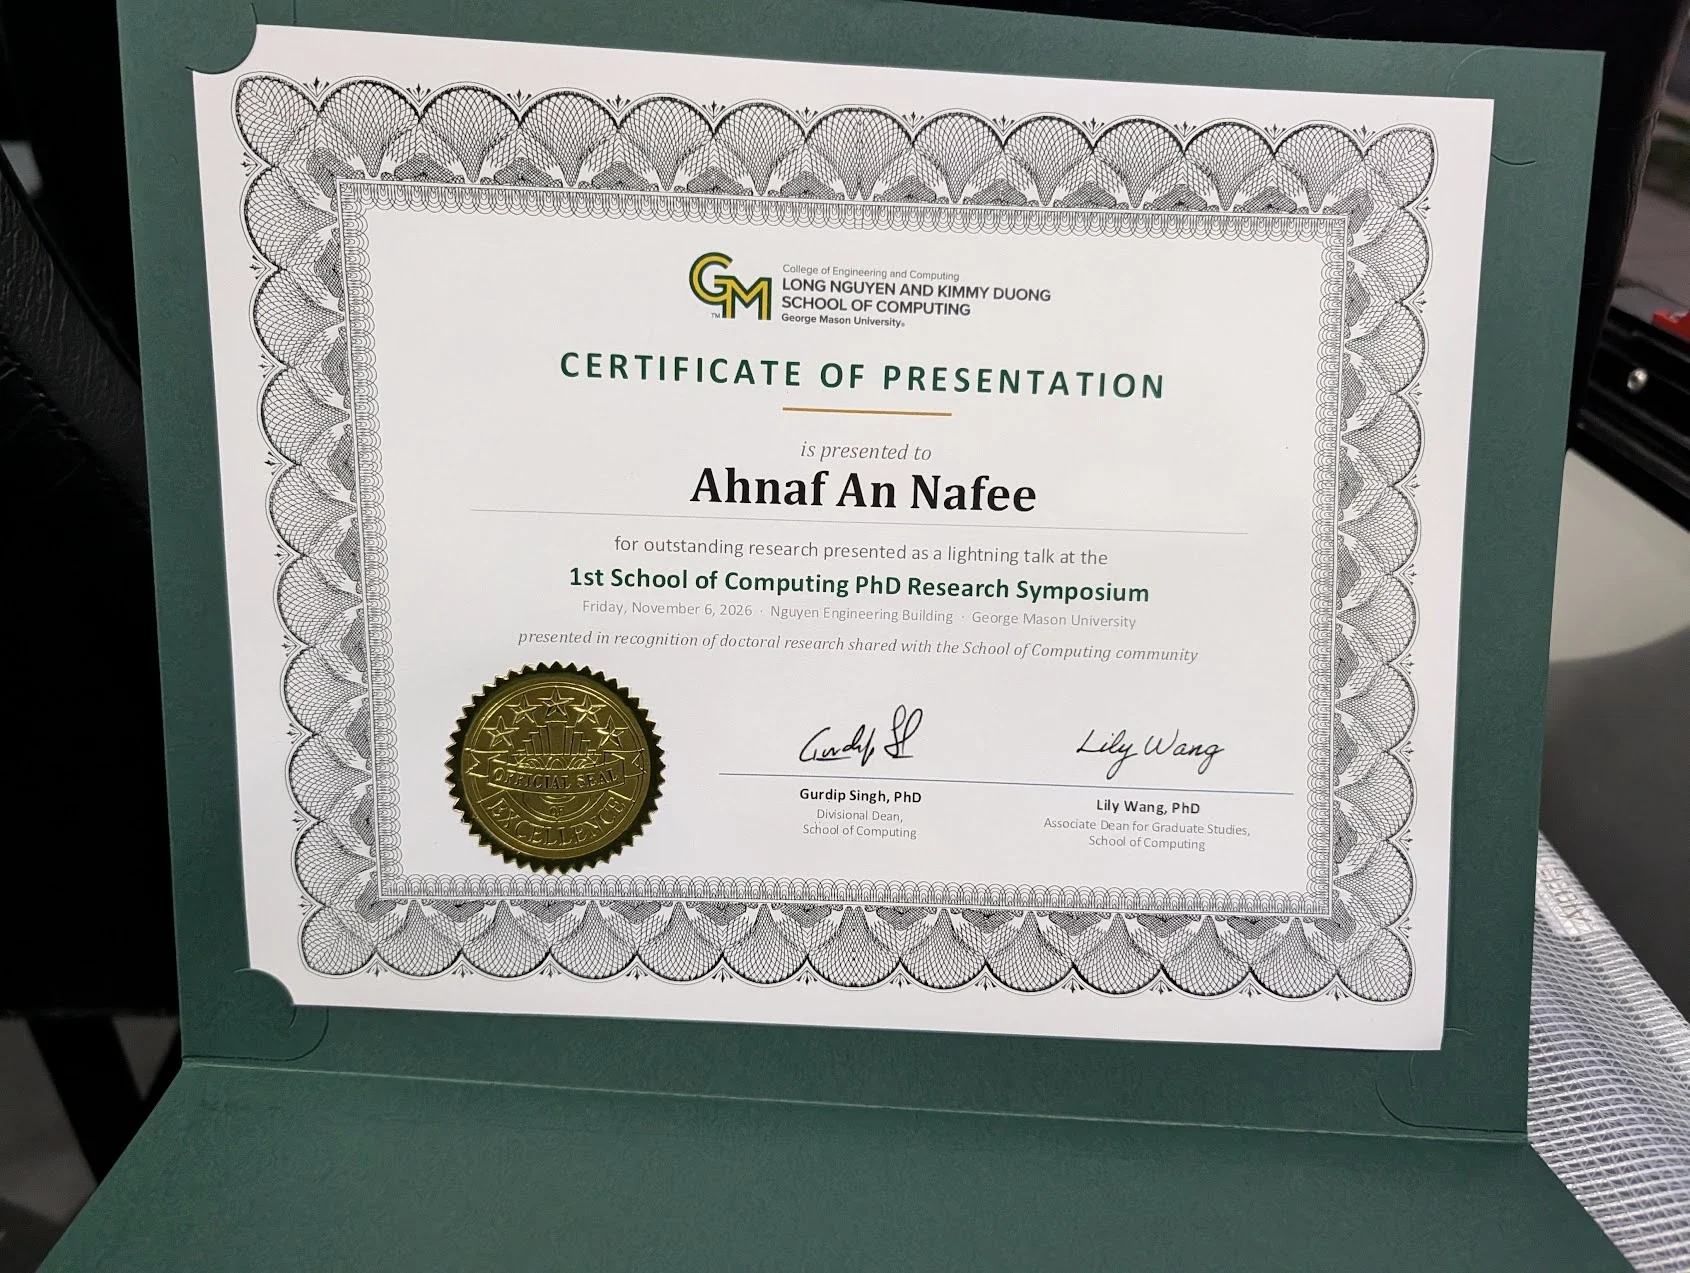 GM
TM
College of Engineering and Computing
LONG NGUYEN AND KIMMY DUONG
SCHOOL OF COMPUTING
George Mason University®
CERTIFICATE OF PRESENTATION
is presented to
Ahnaf An Nafee
for outstanding research presented as a lightning talk at the
1st School of Computing PhD Research Symposium
Friday, November 6, 2026 · Nguyen Engineering Building · George Mason University
presented in recognition of doctoral research shared with the School of Computing community
OFFICIAL SEAL
OF
EXCELLENCE
Lily Wang
Gurdip Singh, PhD
Divisional Dean,
School of Computing
Lily Wang, PhD
Associate Dean for Graduate Studies,
School of Computing